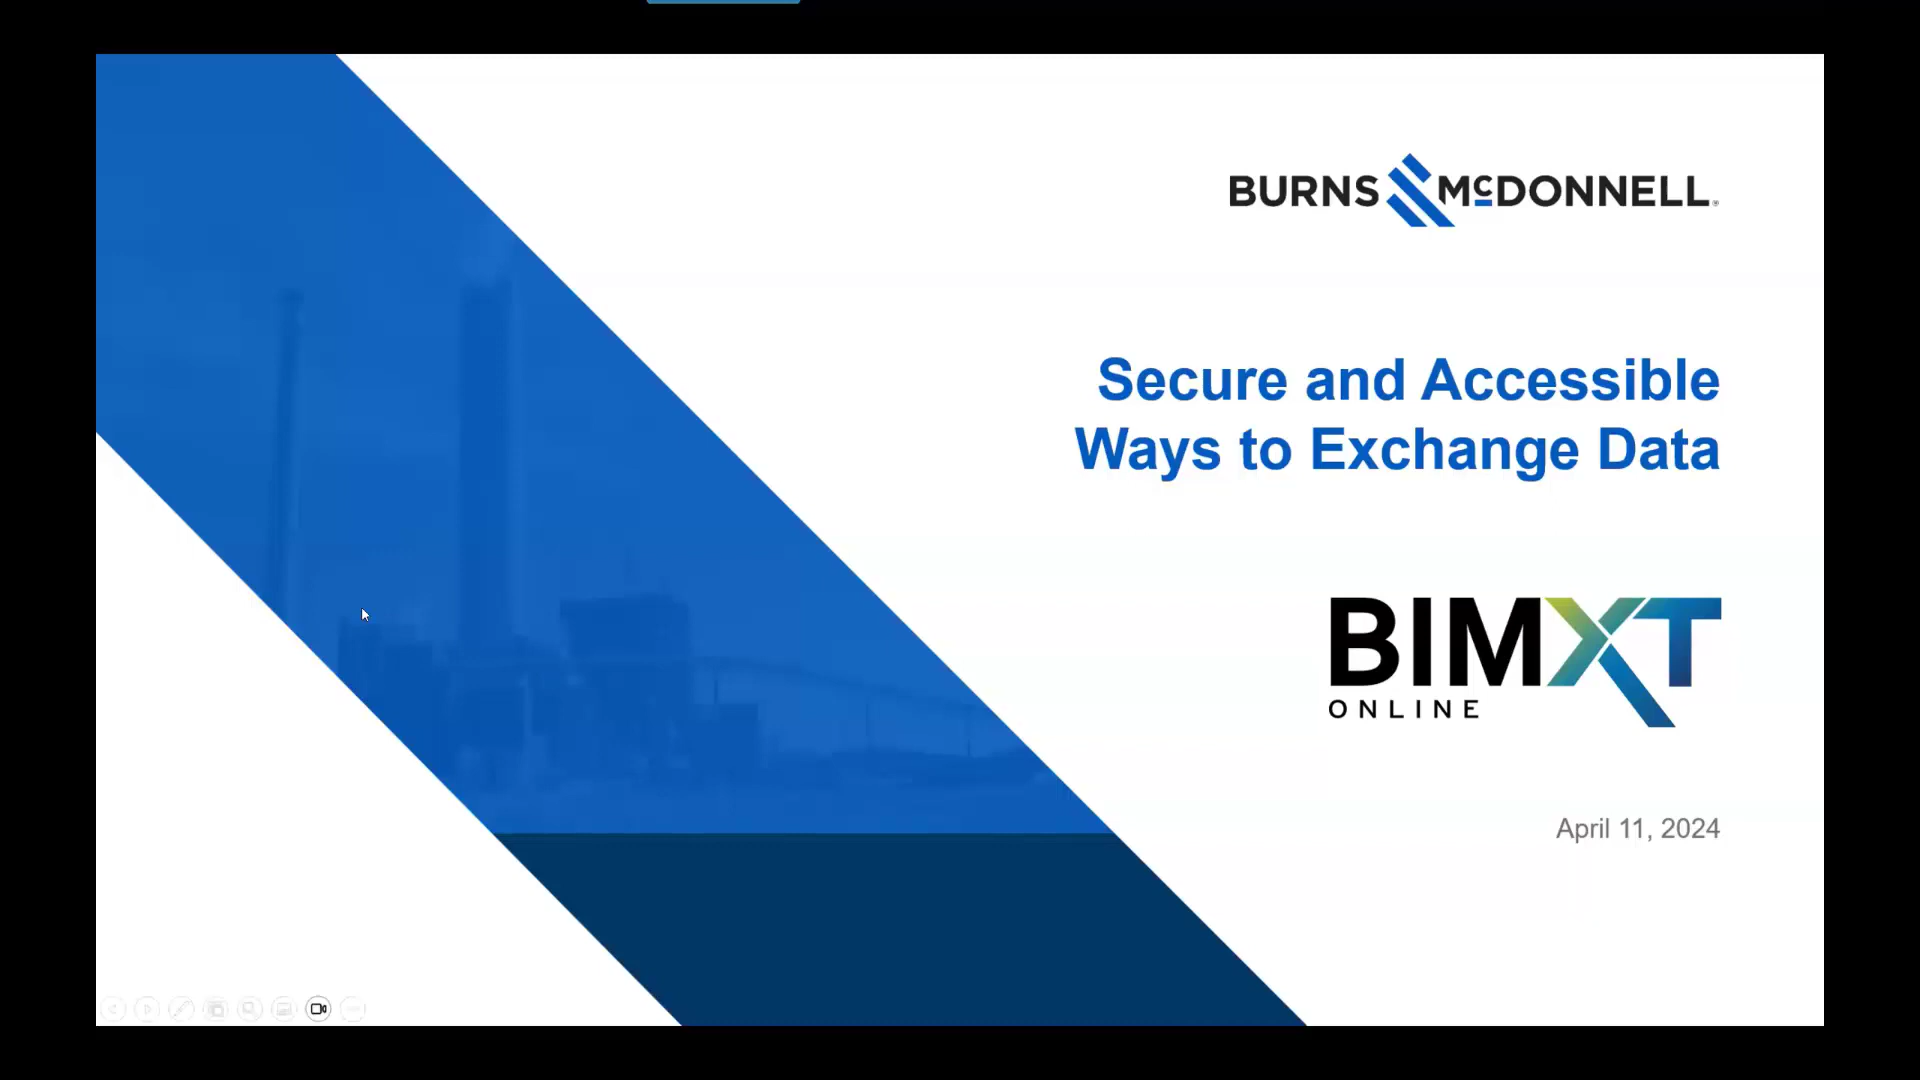 BURNS McDONNELL®
Secure and Accessible
Ways to Exchange Data
BIMXT
ONLINE
April 11, 2024